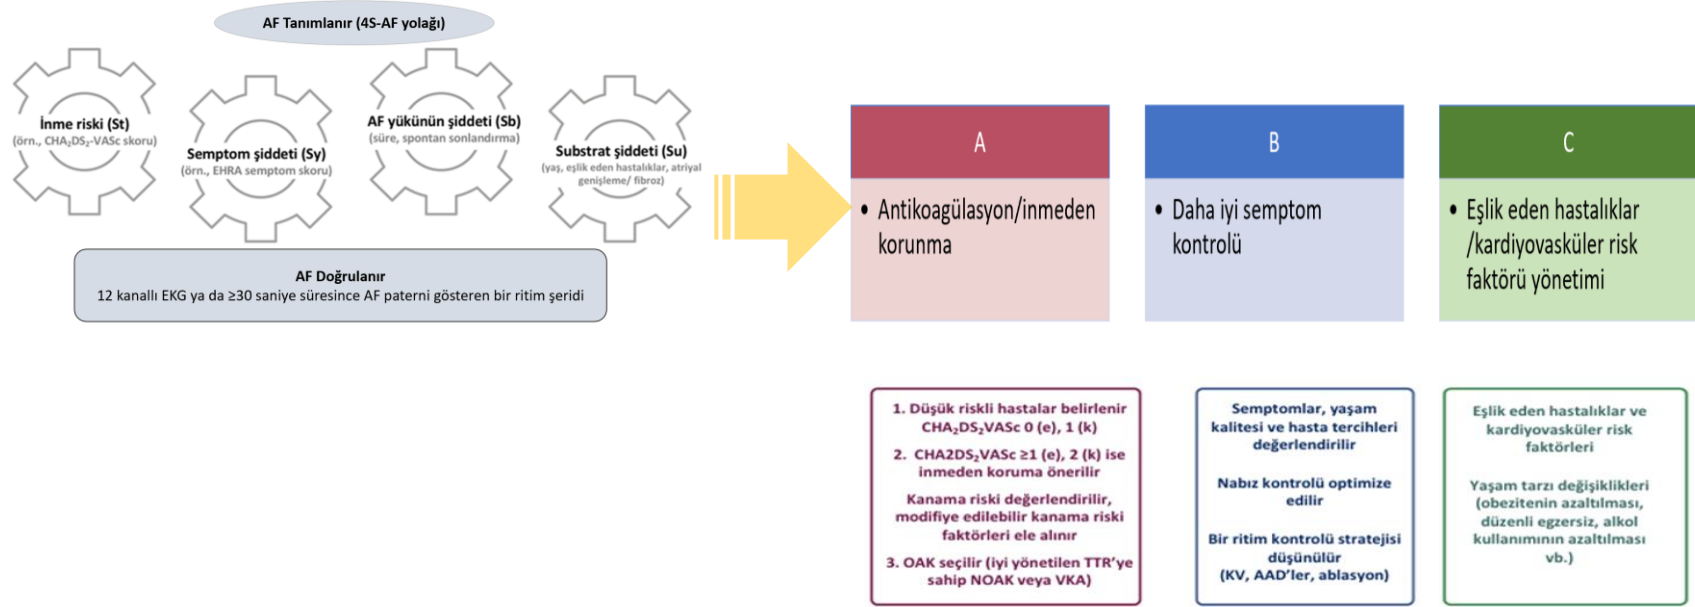 AF Tanımlanır (4S-AF yolağı)
İnme riski (St)
(örn., CHA₂DS₂-VASc skoru)
Semptom şiddeti (Sy)
(örn., EHRA semptom skoru)
AF yükünün şiddeti (Sb)
(süre, spontan sonlandırma)
Substrat şiddeti (Su)
(yaş, eşlik eden hastalıklar, atriyal
genişleme/ fibroz)
AF Doğrulanır
12 kanallı EKG ya da ≥30 saniye süresince AF paterni gösteren bir ritim şeridi
A
• Antikoagülasyon/inmeden
korunma
B
• Daha iyi semptom
kontrolü
C
• Eşlik eden hastalıklar
/kardiyovasküler risk
faktörü yönetimi
1. Düşük riskli hastalar belirlenir
CHA₂DS₂VASc 0 (e), 1 (k)
2. CHA2DS₂VASc ≥1 (e), 2 (k) ise
inmeden koruma önerilir
Kanama riski değerlendirilir,
modifiye edilebilir kanama riski
faktörleri ele alınır
3. OAK seçilir (iyi yönetilen TTR'ye
sahip NOAK veya VKA)
Semptomlar, yaşam
kalitesi ve hasta tercihleri
değerlendirilir
Nabız kontrolü optimize
edilir
Bir ritim kontrolü stratejisi
düşünülür
(KV, AAD'ler, ablasyon)
Eşlik eden hastalıklar ve
kardiyovasküler risk
faktörleri
Yaşam tarzı değişiklikleri
(obezitenin azaltılması,
düzenli egzersiz, alkol
kullanımının azaltılması
vb.)